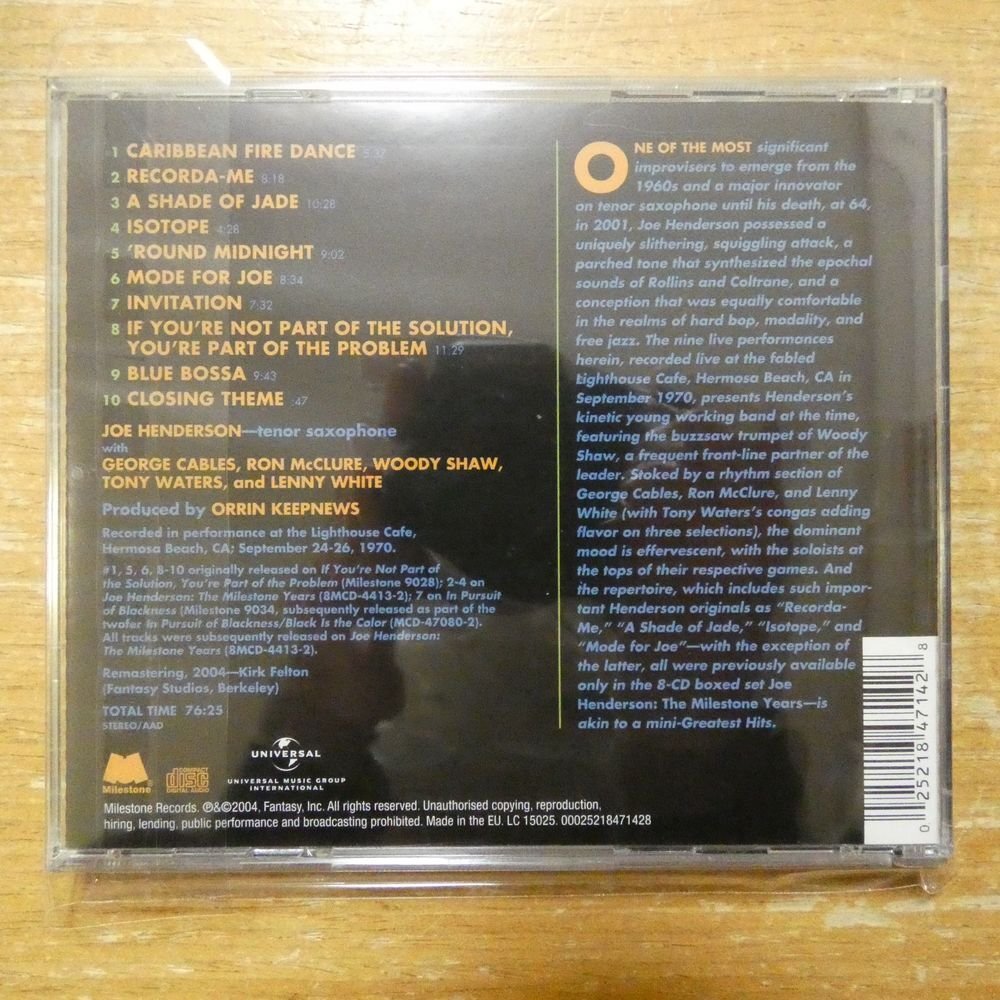 1 CARIBBEAN FIRE DANCE 5:37
2 RECORDA-ME 8:18
3 A SHADE OF JADE 10:28
4 ISOTOPE 4:28
5 'ROUND MIDNIGHT 9:02
6 MODE FOR JOE 8:34
7 INVITATION 7:32
8 IF YOU'RE NOT PART OF THE SOLUTION,
YOU'RE PART OF THE PROBLEM 11:29
9 BLUE BOSSA 9:43
10 CLOSING THEME :47
JOE HENDERSON—tenor saxophone
with
GEORGE CABLES, RON McCLURE, WOODY SHAW,
TONY WATERS, and LENNY WHITE
Produced by ORRIN KEEPNEWS
Recorded in performance at the Lighthouse Cafe,
Hermosa Beach, CA; September 24-26, 1970.
#1, 5, 6, 8-10 originally released on If You're Not Part of
the Solution, You're Part of the Problem (Milestone 9028); 2-4 on
Joe Henderson: The Milestone Years (8MCD-4413-2); 7 on In Pursuit
of Blackness (Milestone 9034, subsequently released as part of the
twofer In Pursuit of Blackness/Black Is the Color (MCD-47080-2).
All tracks were subsequently released on Joe Henderson:
The Milestone Years (8MCD-4413-2).
Remastering, 2004—Kirk Felton
(Fantasy Studios, Berkeley)
TOTAL TIME 76:25
STEREO/AAD
Milestone
COMPACT
disc
DIGITAL AUDIO
UNIVERSAL
UNIVERSAL MUSIC GROUP
INTERNATIONAL
Milestone Records. ℗&©2004, Fantasy, Inc. All rights reserved. Unauthorised copying, reproduction,
hiring, lending, public performance and broadcasting prohibited. Made in the EU. LC 15025. 00025218471428
ONE OF THE MOST significant
improvisers to emerge from the
1960s and a major innovator
on tenor saxophone until his death, at 64,
in 2001, Joe Henderson possessed a
uniquely slithering, squiggling attack, a
parched tone that synthesized the epochal
sounds of Rollins and Coltrane, and a
conception that was equally comfortable
in the realms of hard bop, modality, and
free jazz. The nine live performances
herein, recorded live at the fabled
Lighthouse Cafe, Hermosa Beach, CA in
September 1970, presents Henderson's
kinetic young working band at the time,
featuring the buzzsaw trumpet of Woody
Shaw, a frequent front-line partner of the
leader. Stoked by a rhythm section of
George Cables, Ron McClure, and Lenny
White (with Tony Waters's congas adding
flavor on three selections), the dominant
mood is effervescent, with the soloists at
the tops of their respective games. And
the repertoire, which includes such impor-
tant Henderson originals as "Recorda-
Me," "A Shade of Jade," "Isotope," and
"Mode for Joe"—with the exception of
the latter, all were previously available
only in the 8-CD boxed set Joe
Henderson: The Milestone Years—is
akin to a mini-Greatest Hits.
0 25218 47142 8